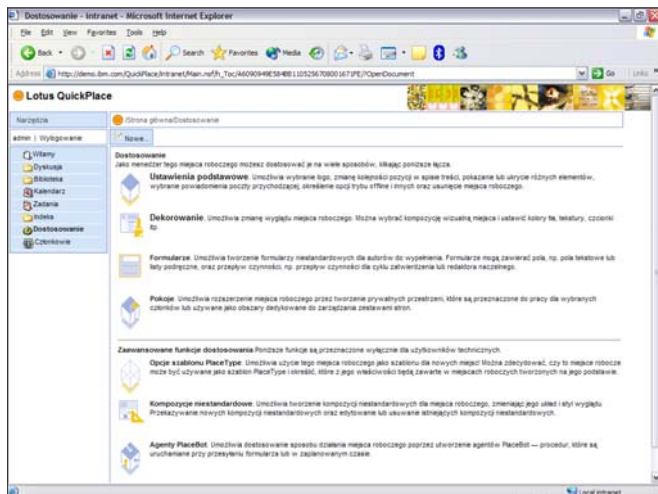 Dostosowanie - intranet - Microsoft Internet Explorer
File Edit View Favorites Tools Help
Back Search Favorites Media
Address http://demo.ibm.com/QuickPlace/intranet/Main.nsf/h_Toc/ /?OpenDocument Go Links
Lotus QuickPlace
Narzędzia /Strona główna/Dostosowanie
admin | Wylogowanie Nowe...
Witamy
Dyskusja
Biblioteka
Kalendarz
Zadania
Indeks
Dostosowanie
Członkowie
Dostosowanie
Jako menedżer tego miejsca roboczego możesz dostosować je na wiele sposobów, klikając poniższe łącza.
Ustawienia podstawowe. Umożliwia wybranie logo, zmianę kolejności pozycji w spisie treści, pokazanie lub ukrycie różnych elementów,
wybranie powiadomienia poczty przychodzącej, określenie opcji trybu offline i innych oraz usunięcie miejsca roboczego.
Dekorowanie. Umożliwia zmianę wyglądu miejsca roboczego. Można wybrać kompozycję wizualną miejsca i ustawić kolory tła, tekstury, czcionki
itp.
Formularze. Umożliwia tworzenie formularzy niestandardowych dla autorów do wypełnienia. Formularze mogą zawierać pola, np. pola tekstowe lub
listy podręczne, oraz przepływ czynności, np. przepływ czynności dla cyklu zatwierdzenia lub redaktora naczelnego.
Pokoje. Umożliwia rozszerzenie miejsca roboczego przez tworzenie prywatnych przestrzeni, które są przeznaczone do pracy dla wybranych
członków lub używane jako obszary dedykowane do zarządzania zestawami stron.
Zaawansowane funkcje dostosowania Poniższe funkcje są przeznaczone wyłącznie dla użytkowników technicznych.
Opcje szablonu PlaceType. Umożliwia użycie tego miejsca roboczego jako szablonu dla nowych miejsc! Można zdecydować, czy to miejsce robocze
może być używane jako szablon PlaceType i określić, które z jego właściwości będą zawarte w miejscach roboczych tworzonych na jego podstawie.
Kompozycje niestandardowe. Umożliwia tworzenie kompozycji niestandardowych dla miejsca roboczego, zmieniając jego układ i styl wyglądu.
Przekazywanie nowych kompozycji niestandardowych oraz edytowanie lub usuwanie istniejących kompozycji niestandardowych.
Agenty PlaceBot. Umożliwia dostosowanie sposobu działania miejsca roboczego poprzez utworzenie agentów PlaceBot — procedur, które są
uruchamiane przy przesyłaniu formularza lub w zaplanowanym czasie.
Local intranet